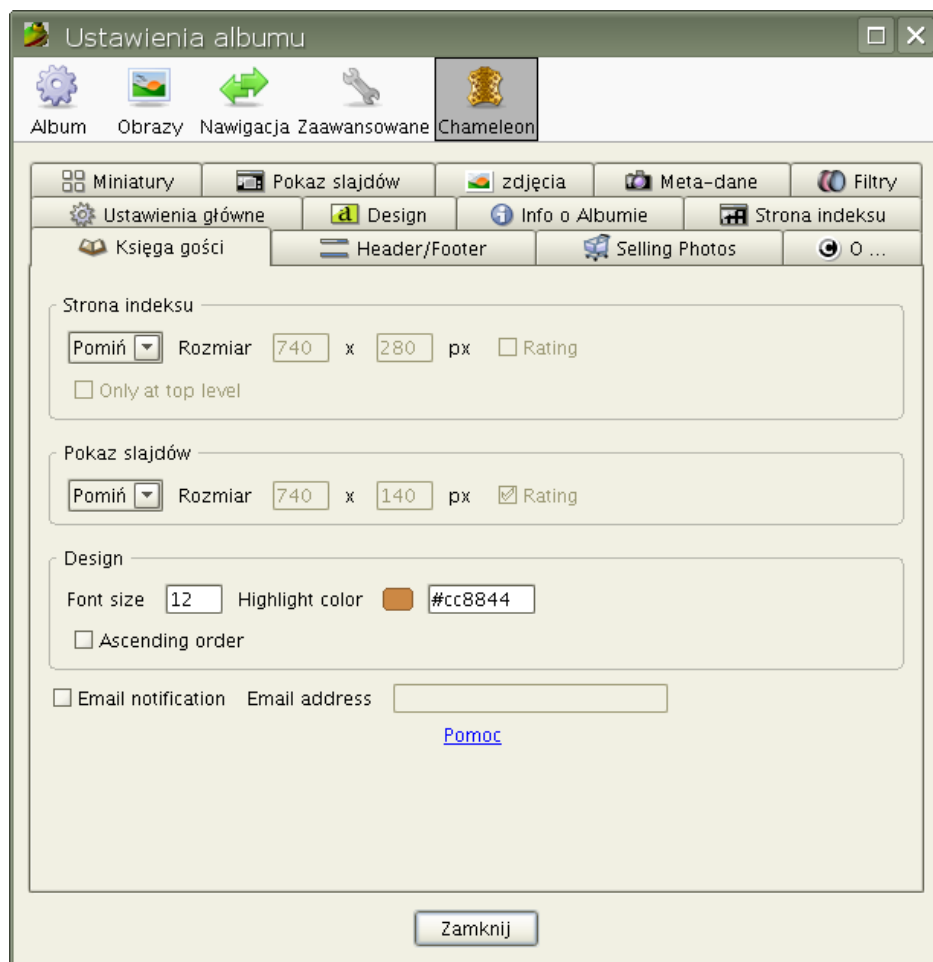 Ustawienia albumu
Album Obrazy Nawigacja Zaawansowane Chameleon
Miniatury Pokaz slajdów zdjęcia Meta-dane Filtry
Ustawienia główne Design Info o Albumie Strona indeksu
Księga gości Header/Footer Selling Photos O ...
Strona indeksu
Pomiń Rozmiar 740 x 280 px Rating
Only at top level
Pokaz slajdów
Pomiń Rozmiar 740 x 140 px Rating
Design
Font size 12 Highlight color #cc8844
Ascending order
Email notification Email address
Pomoc
Zamknij